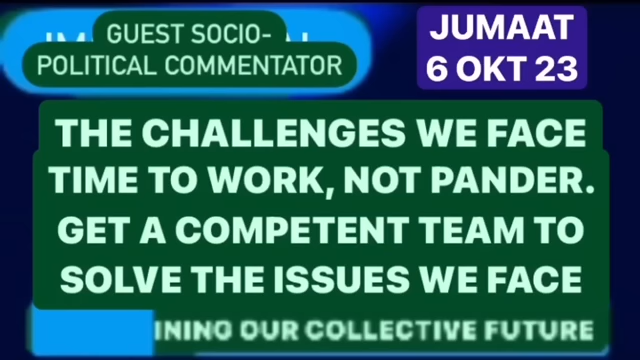 GUEST SOCIO-
POLITICAL COMMENTATOR
JUMAAT
6 OKT 23
THE CHALLENGES WE FACE
TIME TO WORK, NOT PANDER.
GET A COMPETENT TEAM TO
SOLVE THE ISSUES WE FACE
OUR COLLECTIVE FUTURE